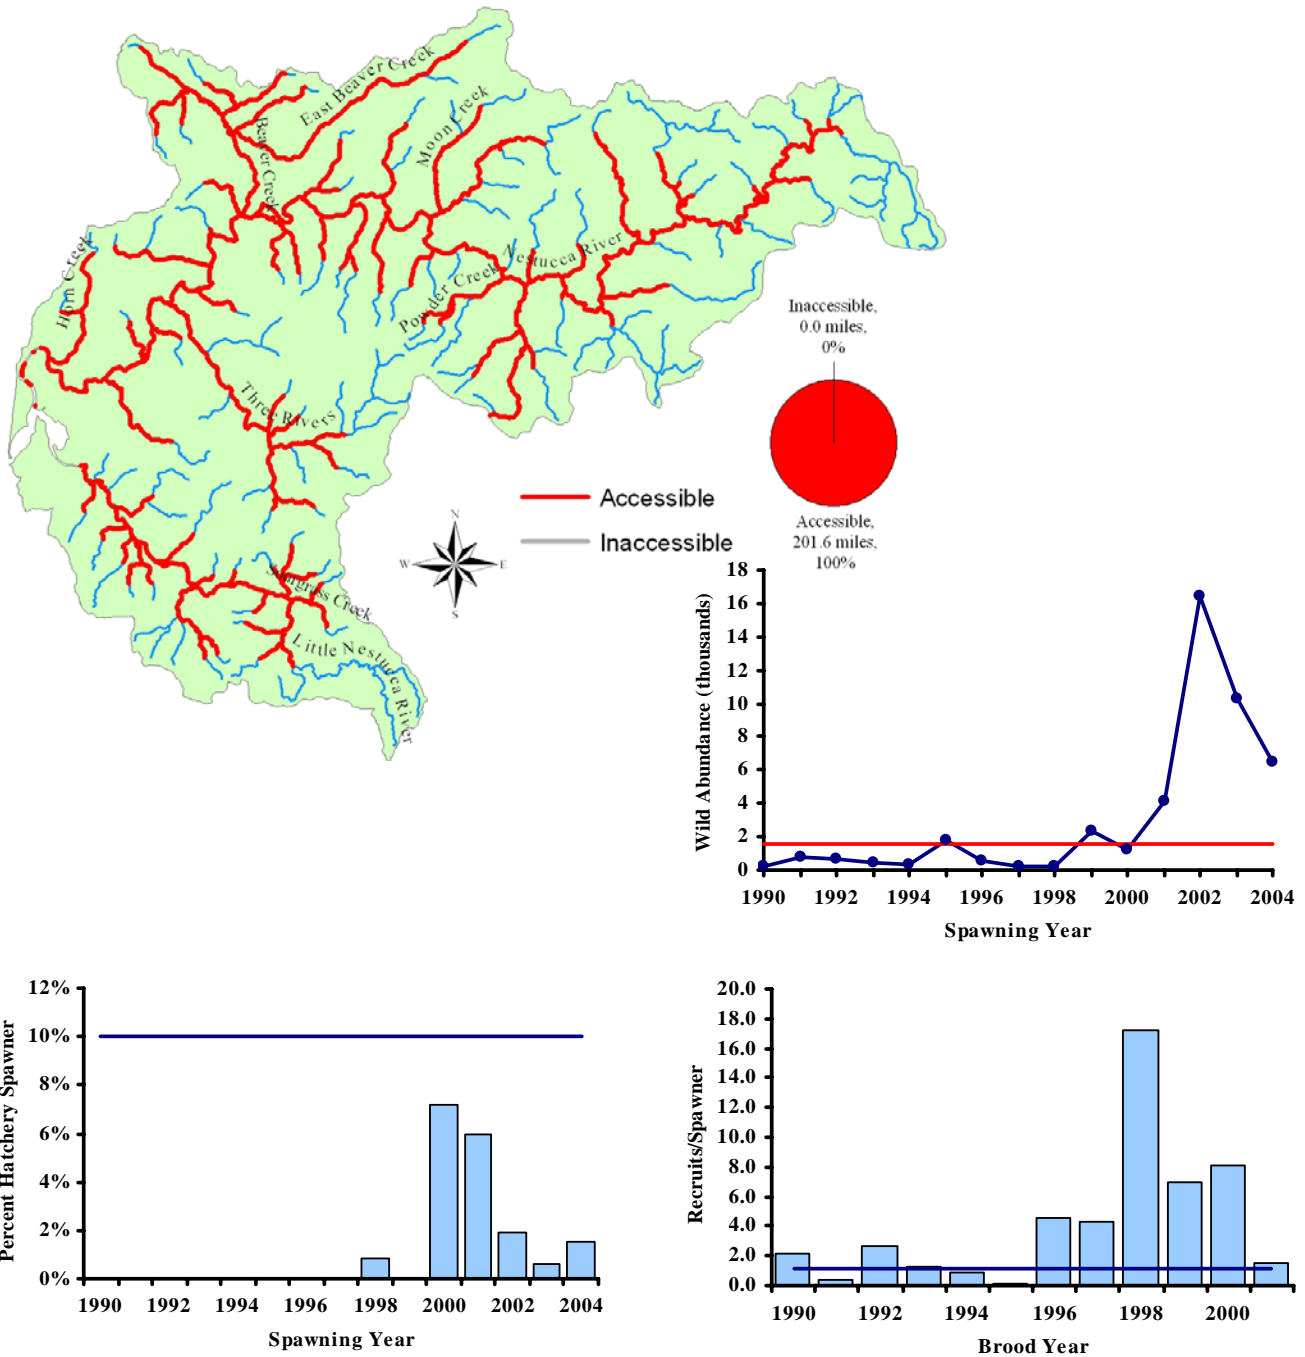 East Beaver Creek
Beaver Creek
Moon Creek
Horn Creek
Nestucca River
Powder Creek
Three Rivers
Inaccessible,
0.0 miles,
0%
Accessible
Inaccessible
Accessible,
201.6 miles,
100%
N
W
E
S
Creek
Little Nestucca River
18
16
14
12
10
8
6
4
2
0
Wild Abundance (thousands)
1990 1992 1994 1996 1998 2000 2002 2004
Spawning Year
12%
10%
8%
6%
4%
2%
0%
Percent Hatchery Spawner
1990 1992 1994 1996 1998 2000 2002 2004
Spawning Year
20.0
18.0
16.0
14.0
12.0
10.0
8.0
6.0
4.0
2.0
0.0
Recruits/Spawner
1990 1992 1994 1996 1998 2000
Brood Year